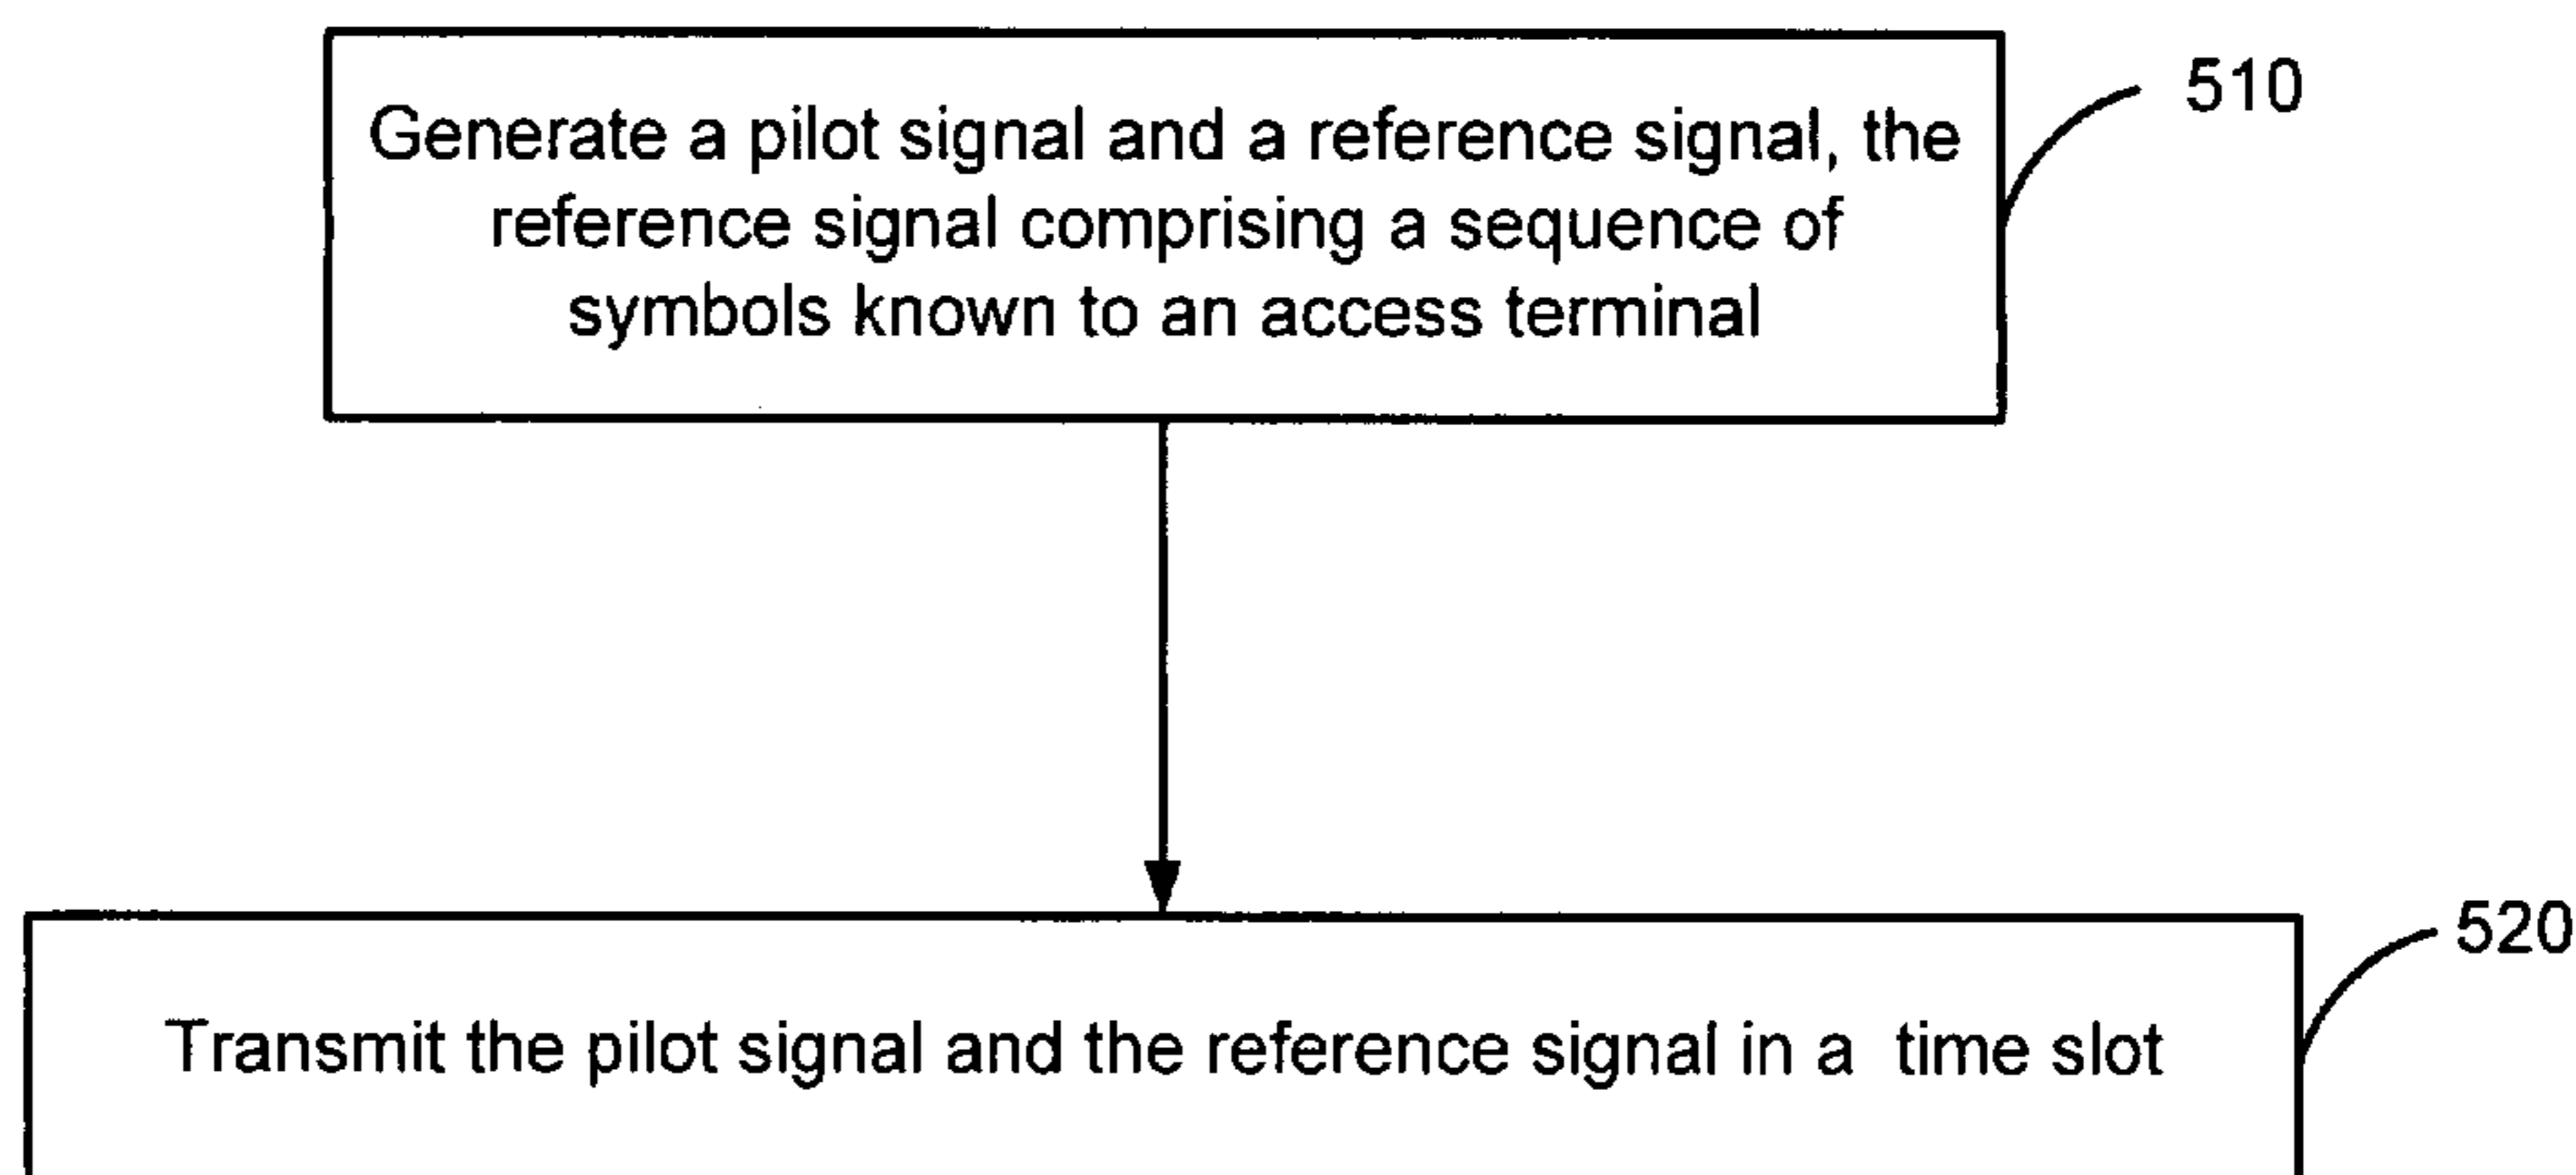 Generate a pilot signal and a reference signal, the
reference signal comprising a sequence of
symbols known to an access terminal
510
Transmit the pilot signal and the reference signal in a time slot
520